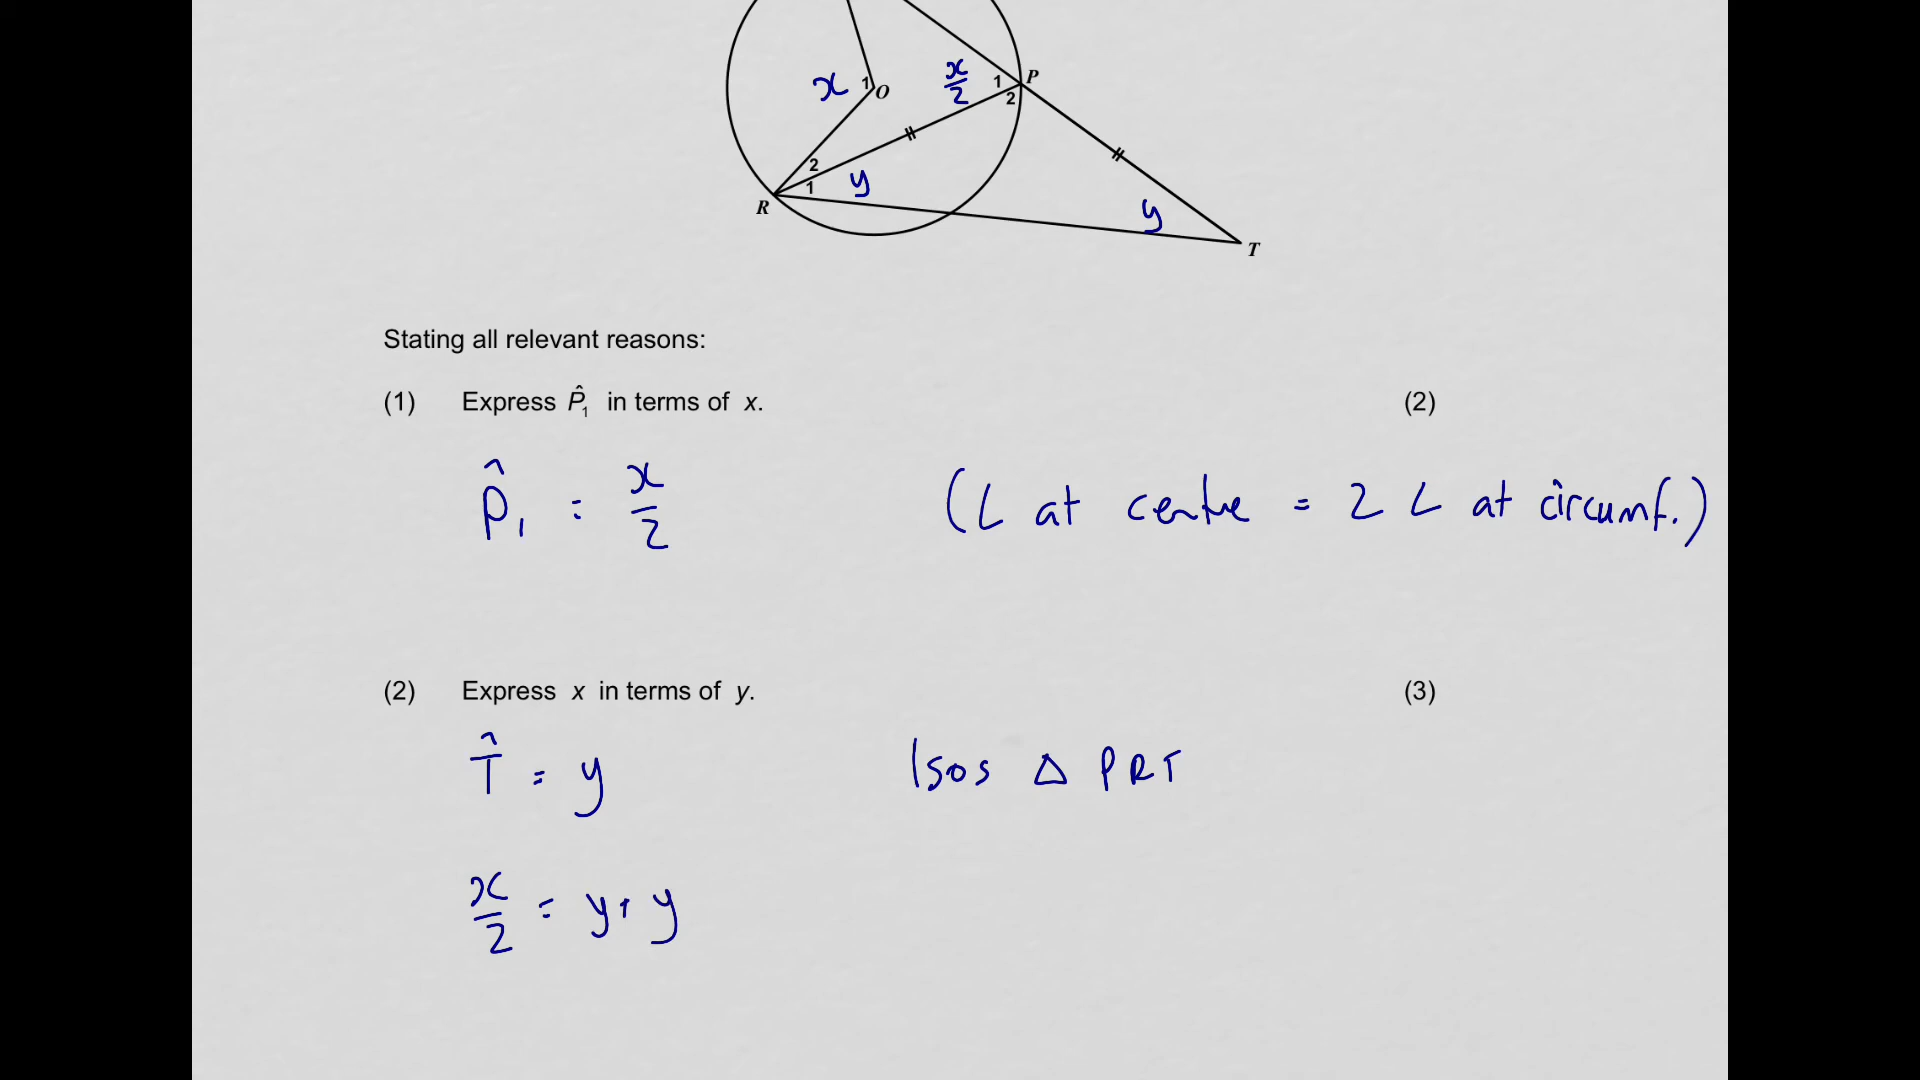 x 1 O x/2 1 P
2
2
1 y
R y T
Stating all relevant reasons:
(1) Express P̂₁ in terms of x. (2)
P̂₁ = x/2 (∠ at centre = 2 ∠ at circumf.)
(2) Express x in terms of y. (3)
T̂ = y Isos Δ PRT
x/2 = y + y